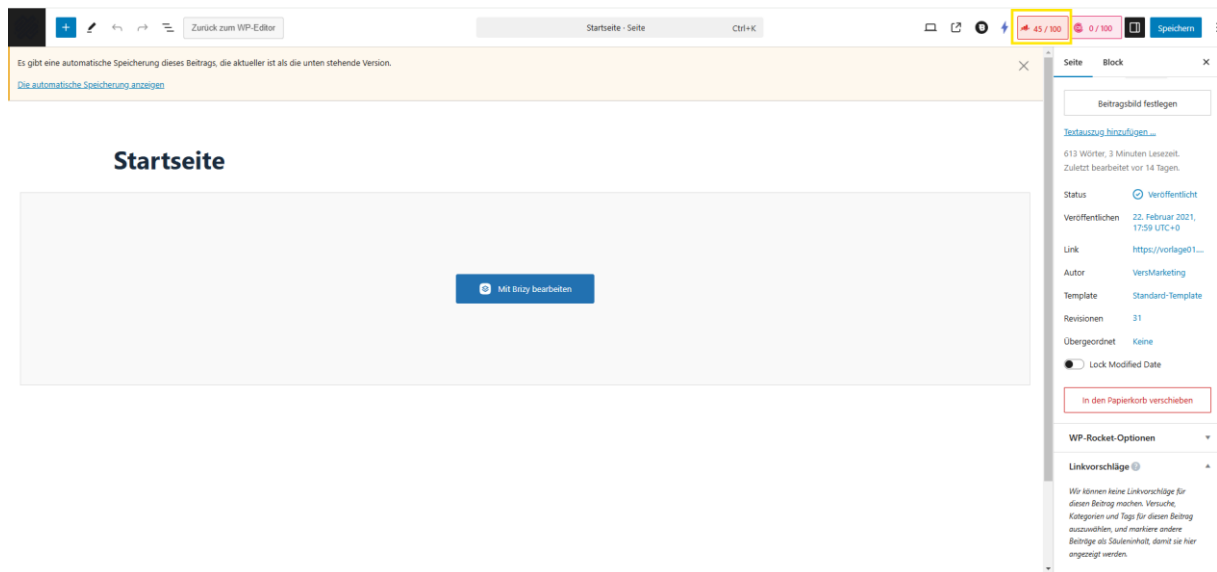 Zurück zum WP-Editor
Startseite - Seite
Ctrl+K
45 / 100
0 / 100
Speichern
Es gibt eine automatische Speicherung dieses Beitrags, die aktueller ist als die unten stehende Version.
Die automatische Speicherung anzeigen
Startseite
Mit Brizy bearbeiten
Seite Block
Beitragsbild festlegen
Textauszug hinzufügen ...
613 Wörter, 3 Minuten Lesezeit.
Zuletzt bearbeitet vor 14 Tagen.
Status Veröffentlicht
Veröffentlichen 22. Februar 2021,
17:59 UTC+0
Link https://vorlage01....
Autor VersMarketing
Template Standard-Template
Revisionen 31
Übergeordnet Keine
Lock Modified Date
In den Papierkorb verschieben
WP-Rocket-Optionen
Linkvorschläge
Wir können keine Linkvorschläge für
diesen Beitrag machen. Versuche,
Kategorien und Tags für diesen Beitrag
auszuwählen, und markiere andere
Beiträge als Säuleninhalt, damit sie hier
angezeigt werden.